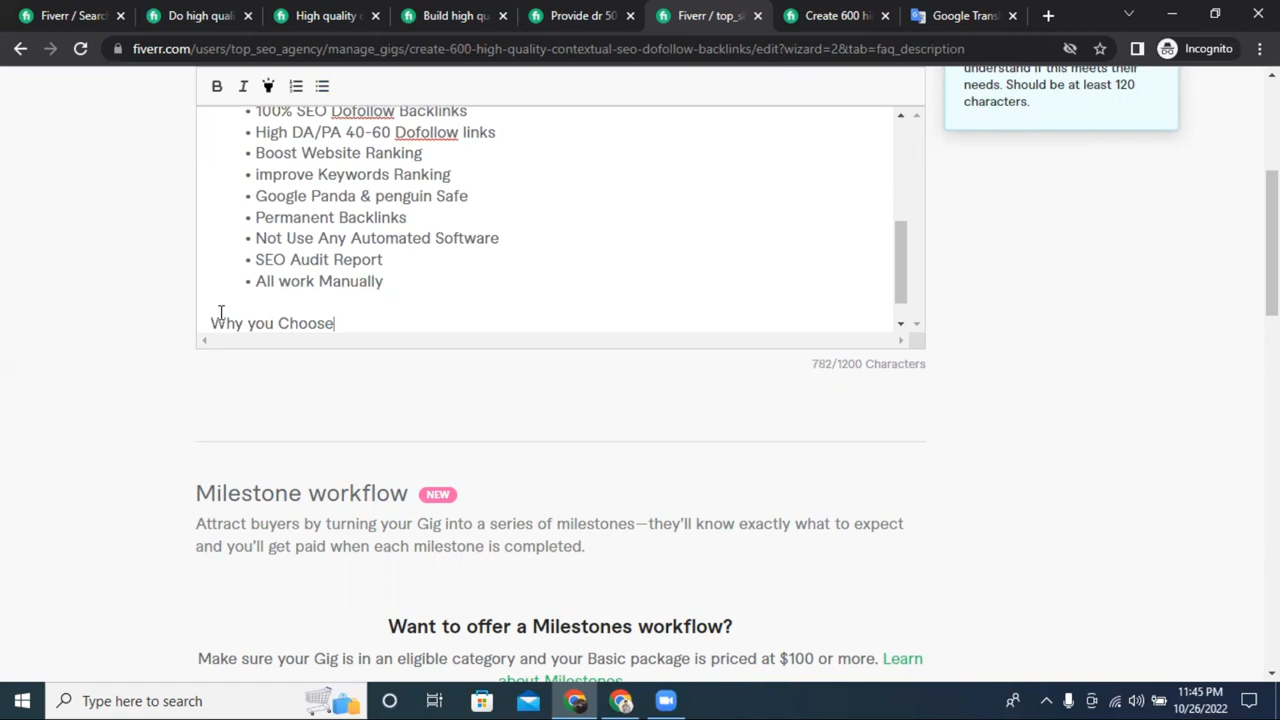 Fiverr / Searc
Do high quali
High quality c
Build high qu
Provide dr 50
Fiverr / top_s
Create 600 hi
Google Trans
fiverr.com/users/top_seo_agency/manage_gigs/create-600-high-quality-contextual-seo-dofollow-backlinks/edit?wizard=2&tab=faq_description
Incognito
understand if this meets their
needs. Should be at least 120
characters.
B I
• 100% SEO Dofollow Backlinks
• High DA/PA 40-60 Dofollow links
• Boost Website Ranking
• improve Keywords Ranking
• Google Panda & penguin Safe
• Permanent Backlinks
• Not Use Any Automated Software
• SEO Audit Report
• All work Manually
Why you Choose
782/1200 Characters
Milestone workflow NEW
Attract buyers by turning your Gig into a series of milestones—they'll know exactly what to expect
and you'll get paid when each milestone is completed.
Want to offer a Milestones workflow?
Make sure your Gig is in an eligible category and your Basic package is priced at $100 or more. Learn
about Milestones
Type here to search
11:45 PM
10/26/2022